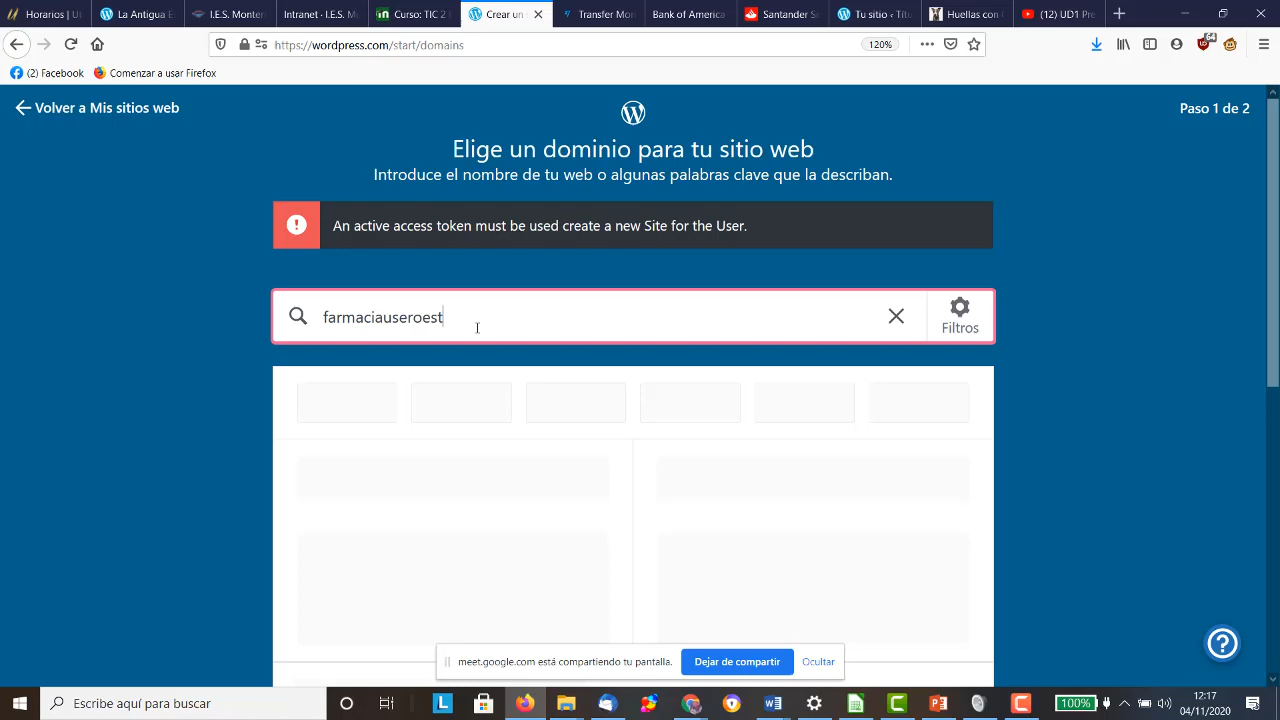 Horarios | U
La Antigua E
I.E.S. Monter
Intranet - I.E.S. M
Curso: TIC 2
Crear un s
Transfer Mon
Bank of America
Santander Se
Tu sitio ‹ Títu
Huellas con
(12) UD1 Pre
https://wordpress.com/start/domains
120%
64
(2) Facebook
Comenzar a usar Firefox
Volver a Mis sitios web
Paso 1 de 2
Elige un dominio para tu sitio web
Introduce el nombre de tu web o algunas palabras clave que la describan.
An active access token must be used create a new Site for the User.
farmaciauseroest
Filtros
meet.google.com está compartiendo tu pantalla.
Dejar de compartir
Ocultar
Escribe aquí para buscar
100%
12:17
04/11/2020